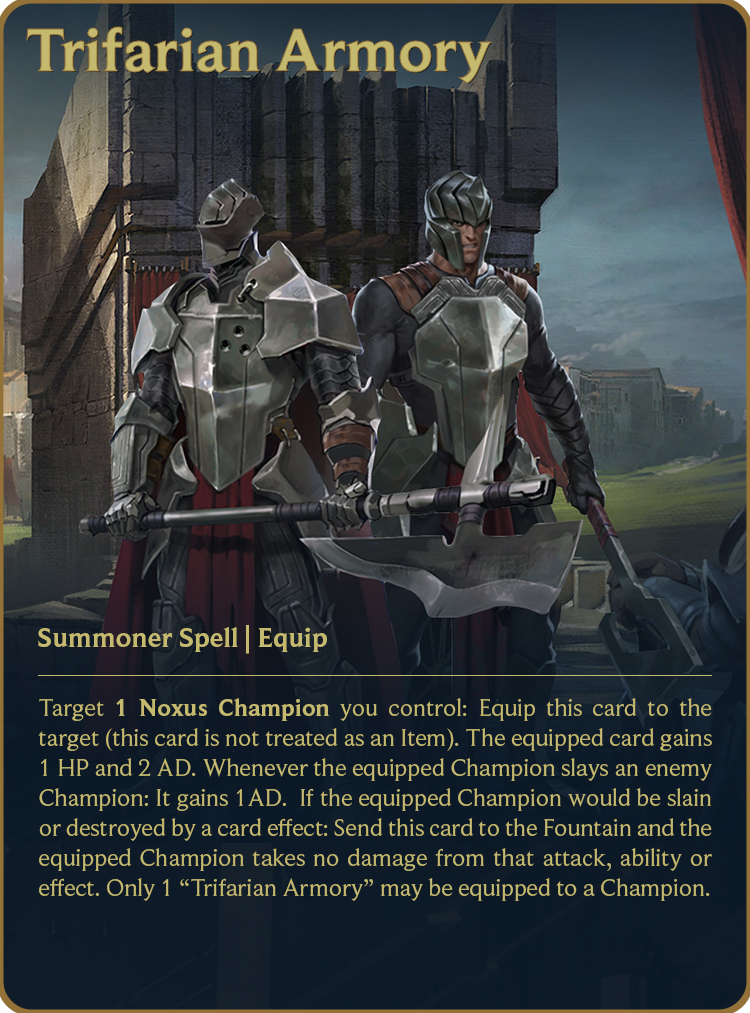 Trifarian Armory
Summoner Spell | Equip
Target 1 Noxus Champion you control: Equip this card to the
target (this card is not treated as an Item). The equipped card gains
1 HP and 2 AD. Whenever the equipped Champion slays an enemy
Champion: It gains 1 AD. If the equipped Champion would be slain
or destroyed by a card effect: Send this card to the Fountain and the
equipped Champion takes no damage from that attack, ability or
effect. Only 1 “Trifarian Armory” may be equipped to a Champion.